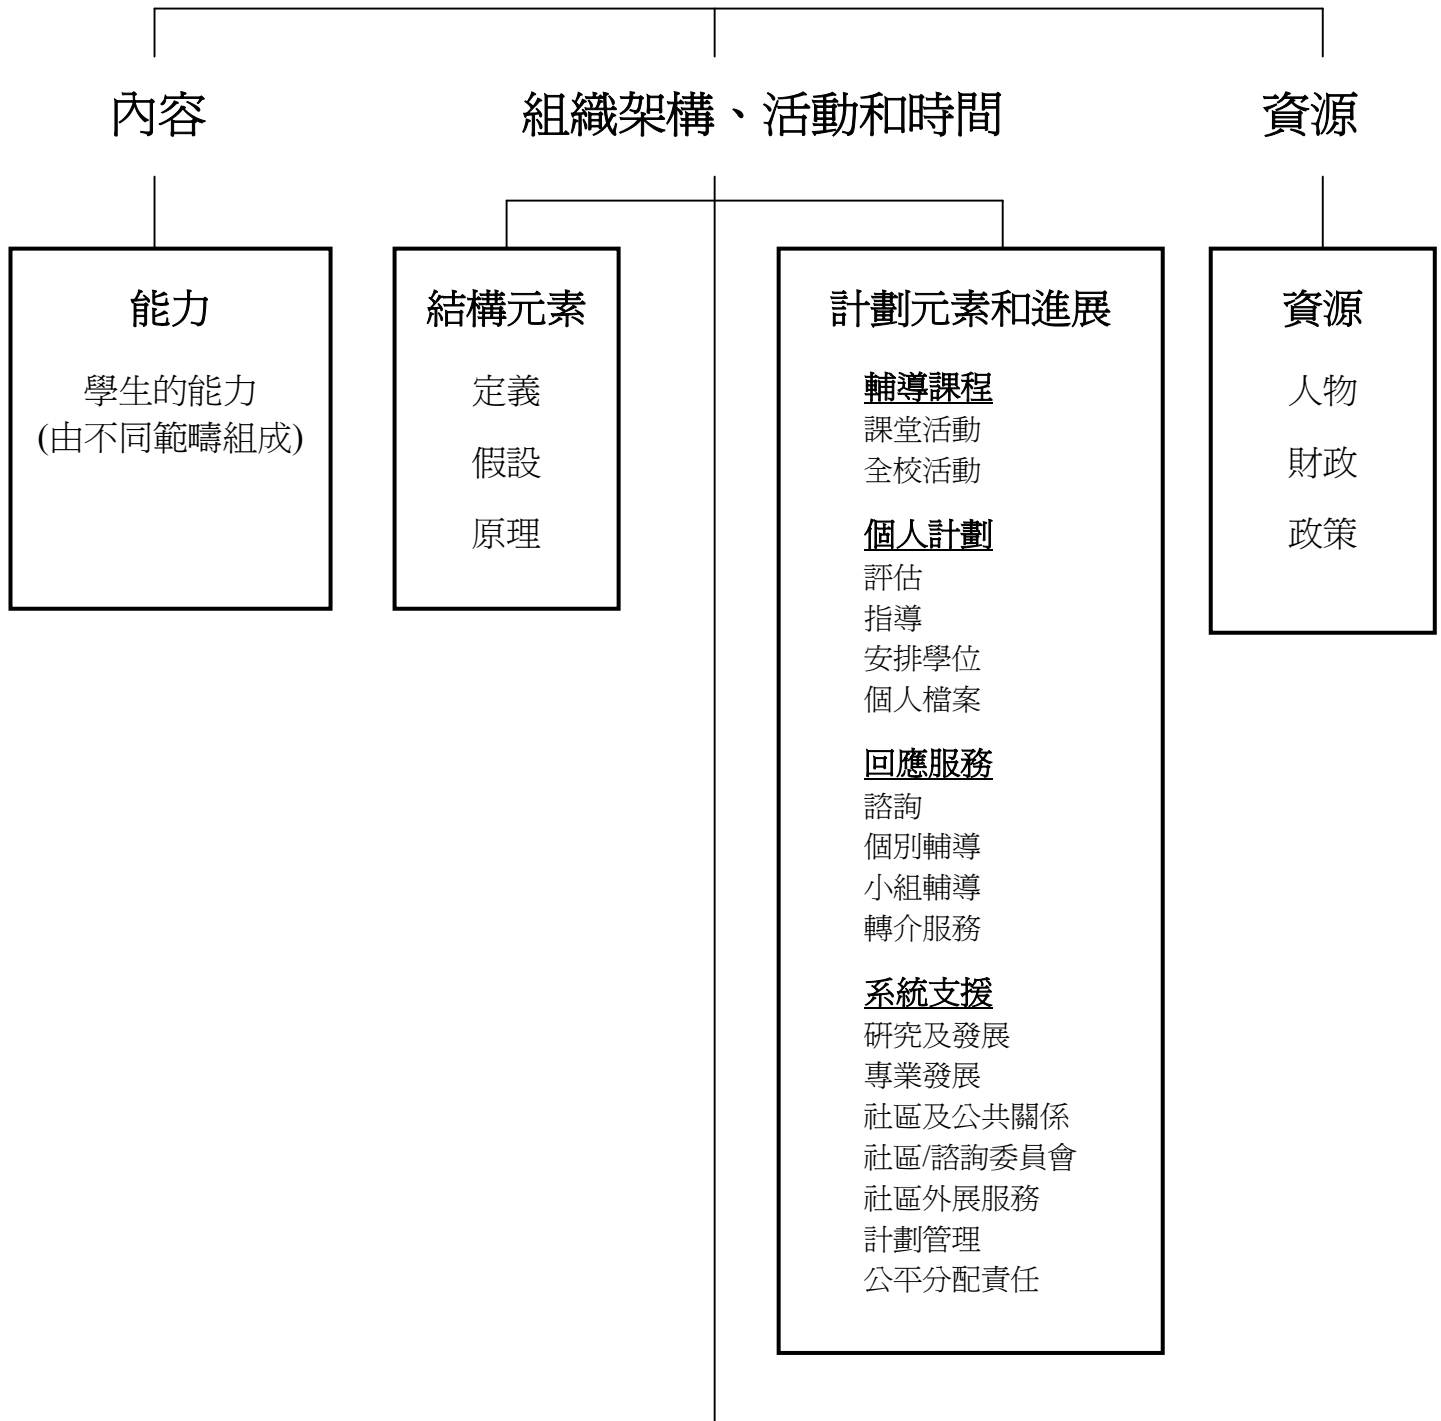 內容
組織架構、活動和時間
資源
能力
學生的能力
(由不同範疇組成)
結構元素
定義
假設
原理
計劃元素和進展
輔導課程
課堂活動
全校活動
個人計劃
評估
指導
安排學位
個人檔案
回應服務
諮詢
個別輔導
小組輔導
轉介服務
系統支援
研究及發展
專業發展
社區及公共關係
社區/諮詢委員會
社區外展服務
計劃管理
公平分配責任
資源
人物
財政
政策